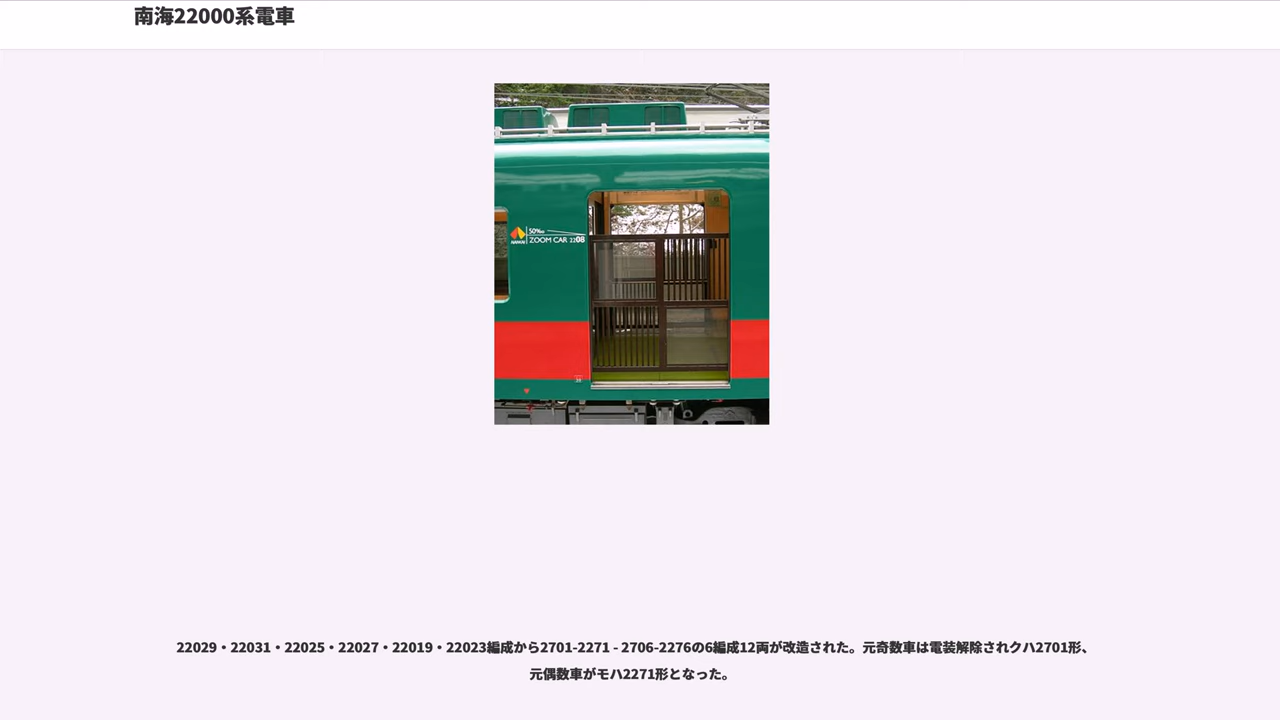 南海22000系電車
50‰
NANKAI
ZOOM CAR 2208
22029・22031・22025・22027・22019・22023編成から2701-2271 - 2706-2276の6編成12両が改造された。元奇数車は電装解除されクハ2701形、
元偶数車がモハ2271形となった。